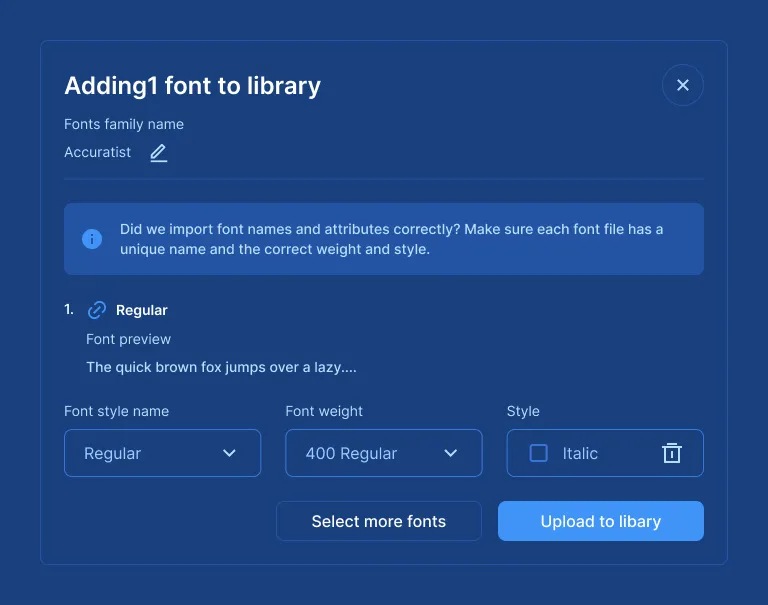 Adding1 font to library
Fonts family name
Accuratist
Did we import font names and attributes correctly? Make sure each font file has a
unique name and the correct weight and style.
1. Regular
Font preview
The quick brown fox jumps over a lazy....
Font style name Font weight Style
Regular 400 Regular Italic
Select more fonts Upload to libary